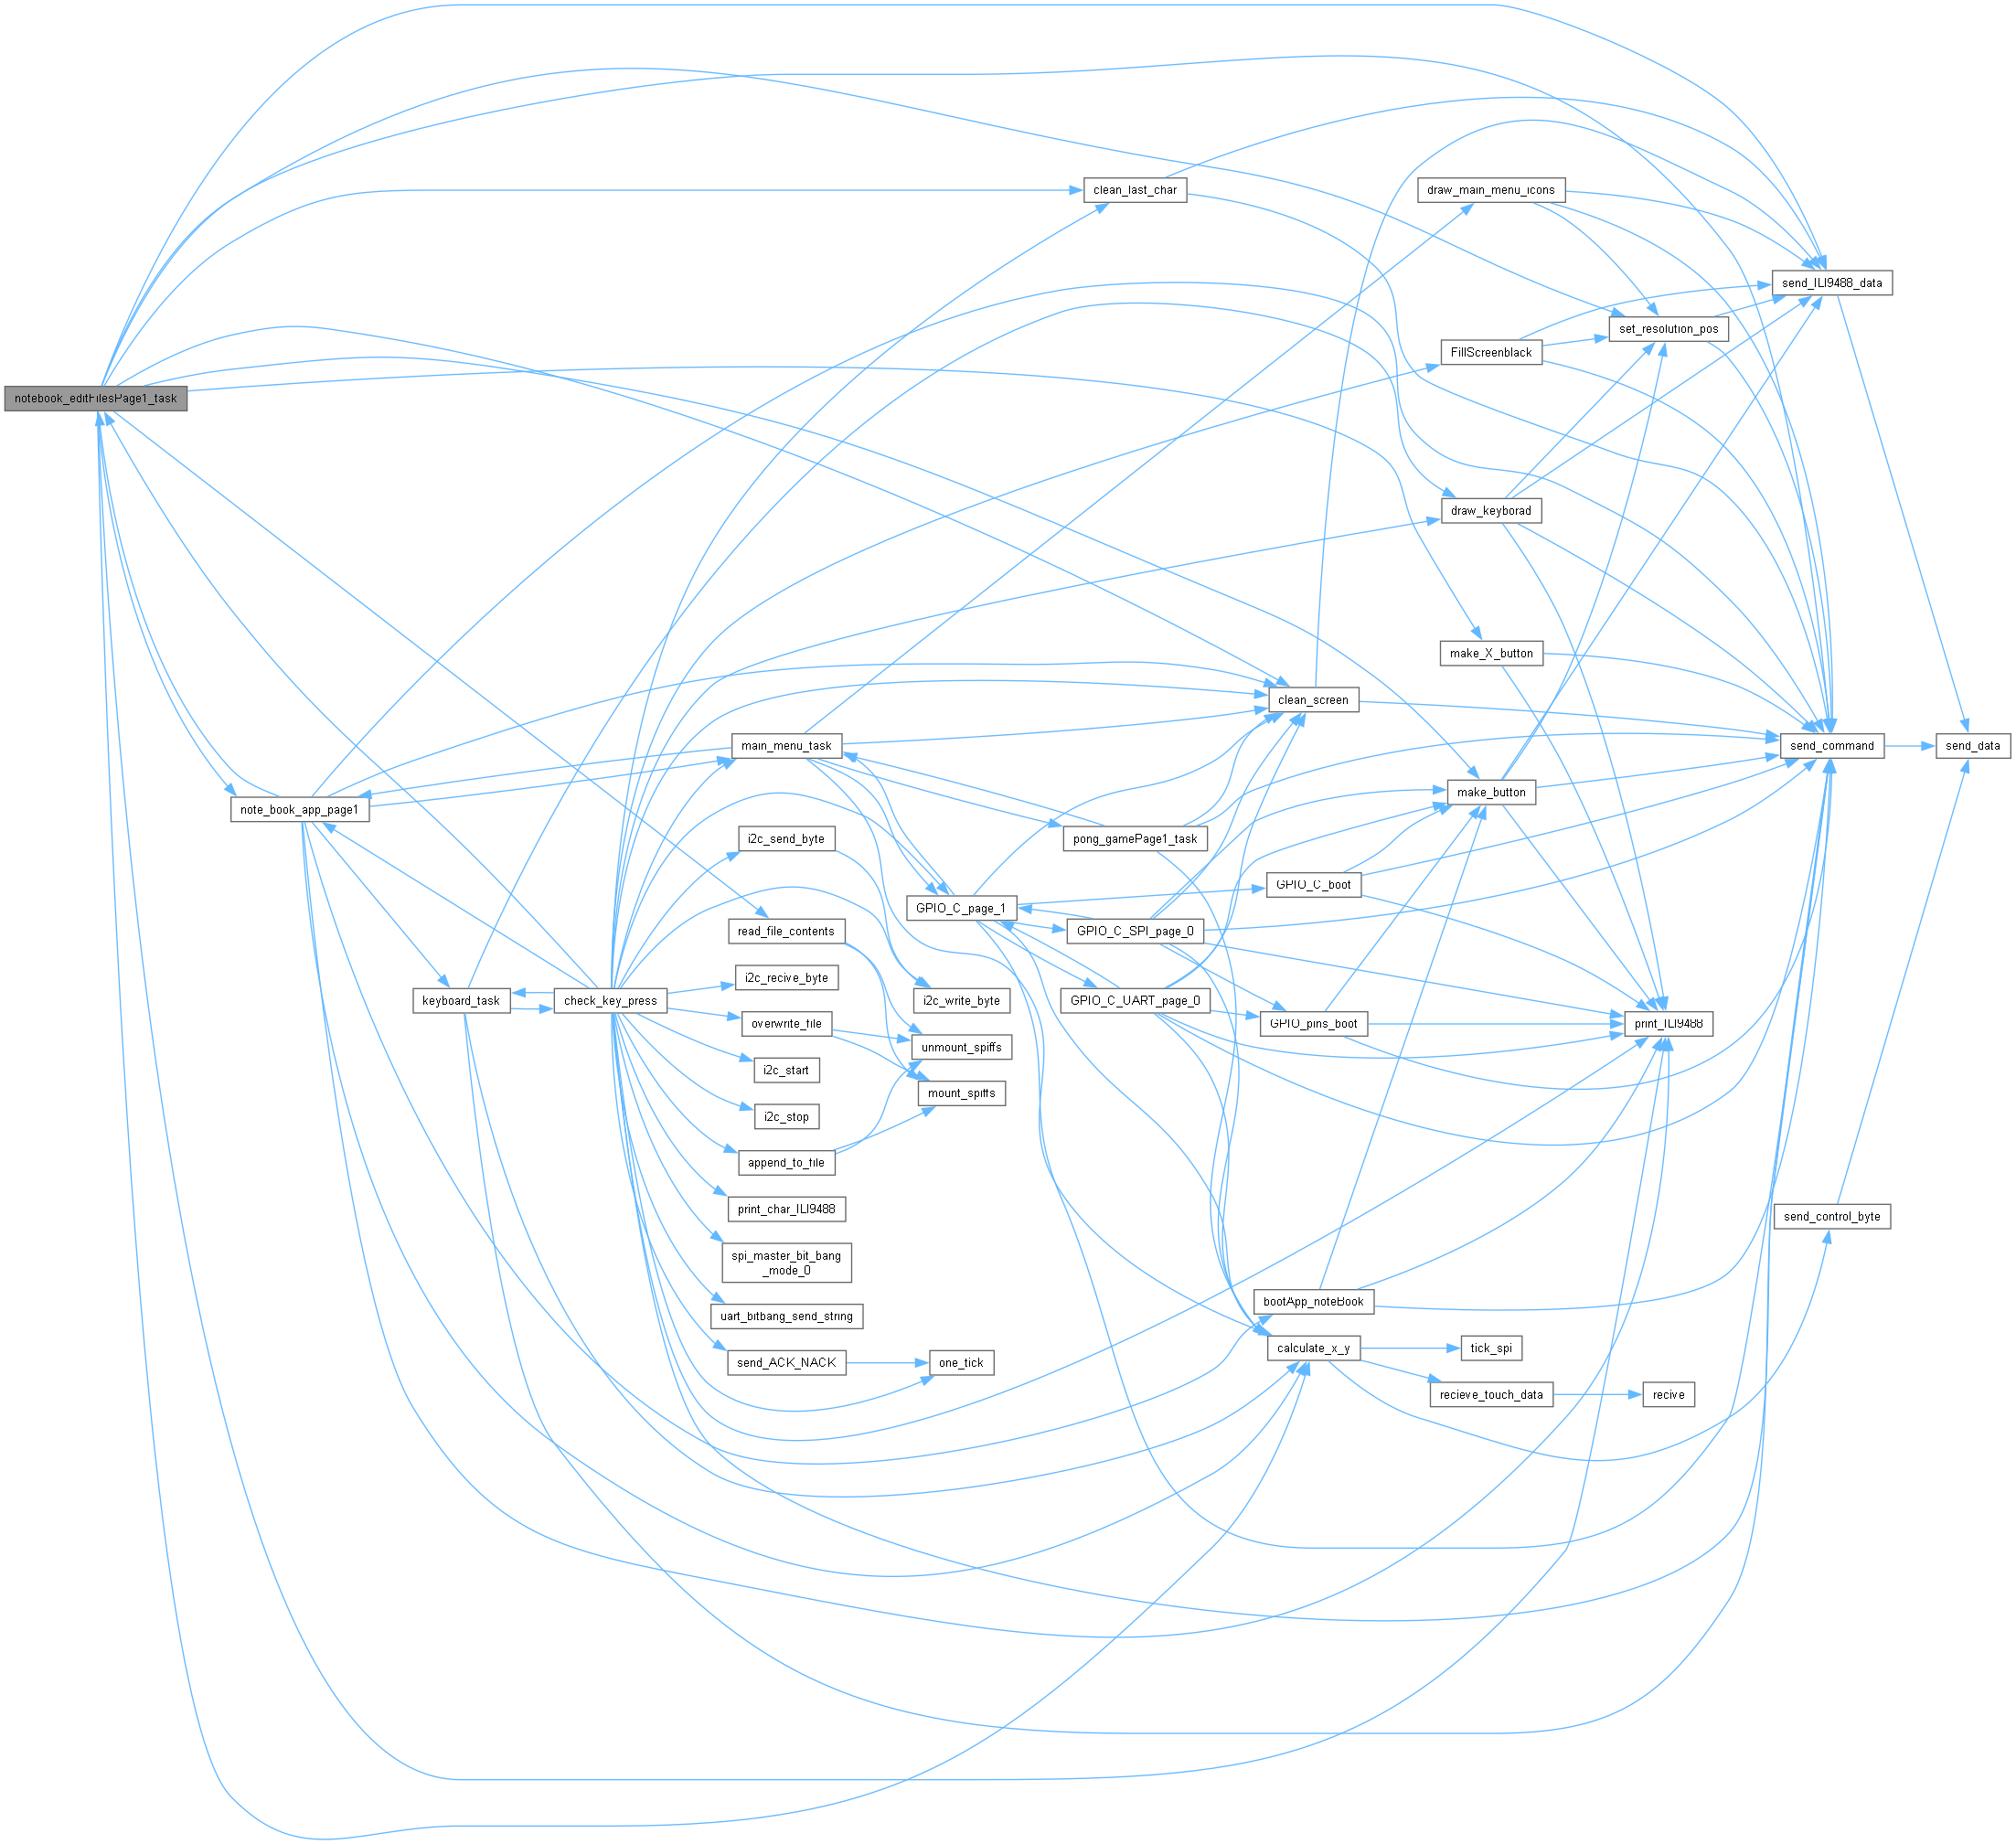 notebook_editFilesPage1_task
note_book_app_page1
keyboard_task
check_key_press
main_menu_task
i2c_send_byte
read_file_contents
i2c_recive_byte
overwrite_file
i2c_start
i2c_stop
append_to_file
print_char_ILI9488
spi_master_bit_bang
_mode_0
uart_bitbang_send_string
send_ACK_NACK
GPIO_C_page_1
i2c_write_byte
unmount_spiffs
mount_spiffs
one_tick
clean_last_char
pong_gamePage1_task
GPIO_C_SPI_page_0
GPIO_C_UART_page_0
clean_screen
GPIO_C_boot
GPIO_pins_boot
bootApp_noteBook
calculate_x_y
draw_main_menu_icons
FillScreenblack
draw_keyborad
make_X_button
make_button
tick_spi
recieve_touch_data
set_resolution_pos
print_ILI9488
recive
send_ILI9488_data
send_command
send_control_byte
send_data